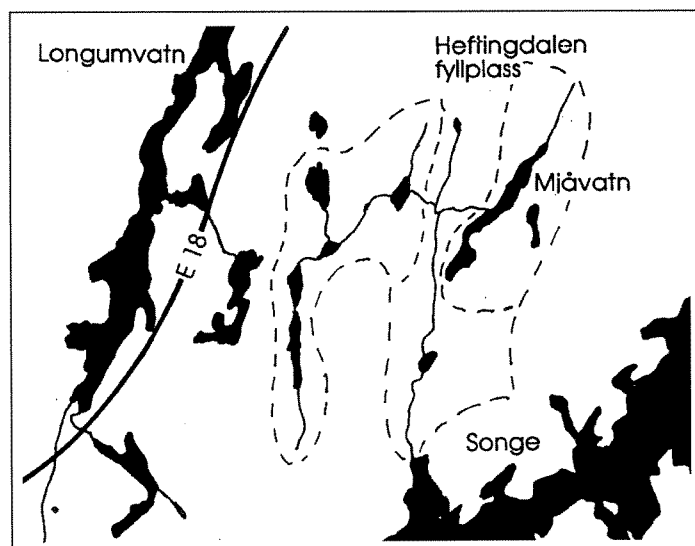 Longumvatn
Heftingdalen
fyllplass
Mjåvatn
E 18
Songe